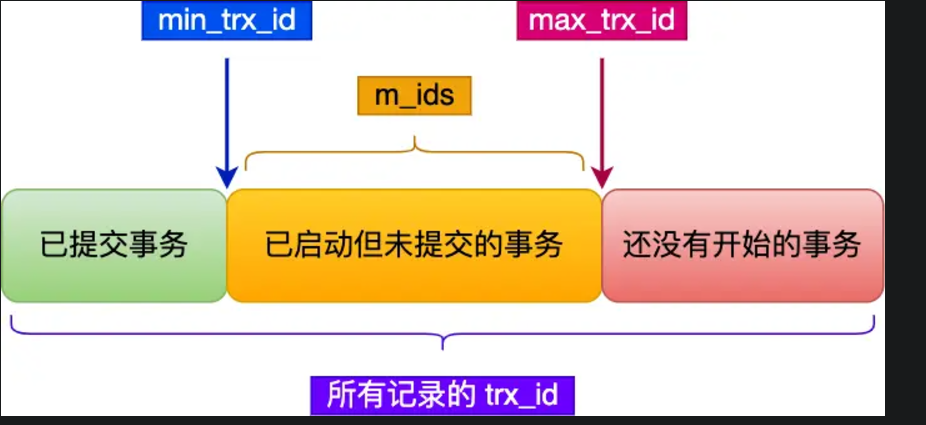 min_trx_id
max_trx_id
m_ids
已提交事务
已启动但未提交的事务
还没有开始的事务
所有记录的 trx_id